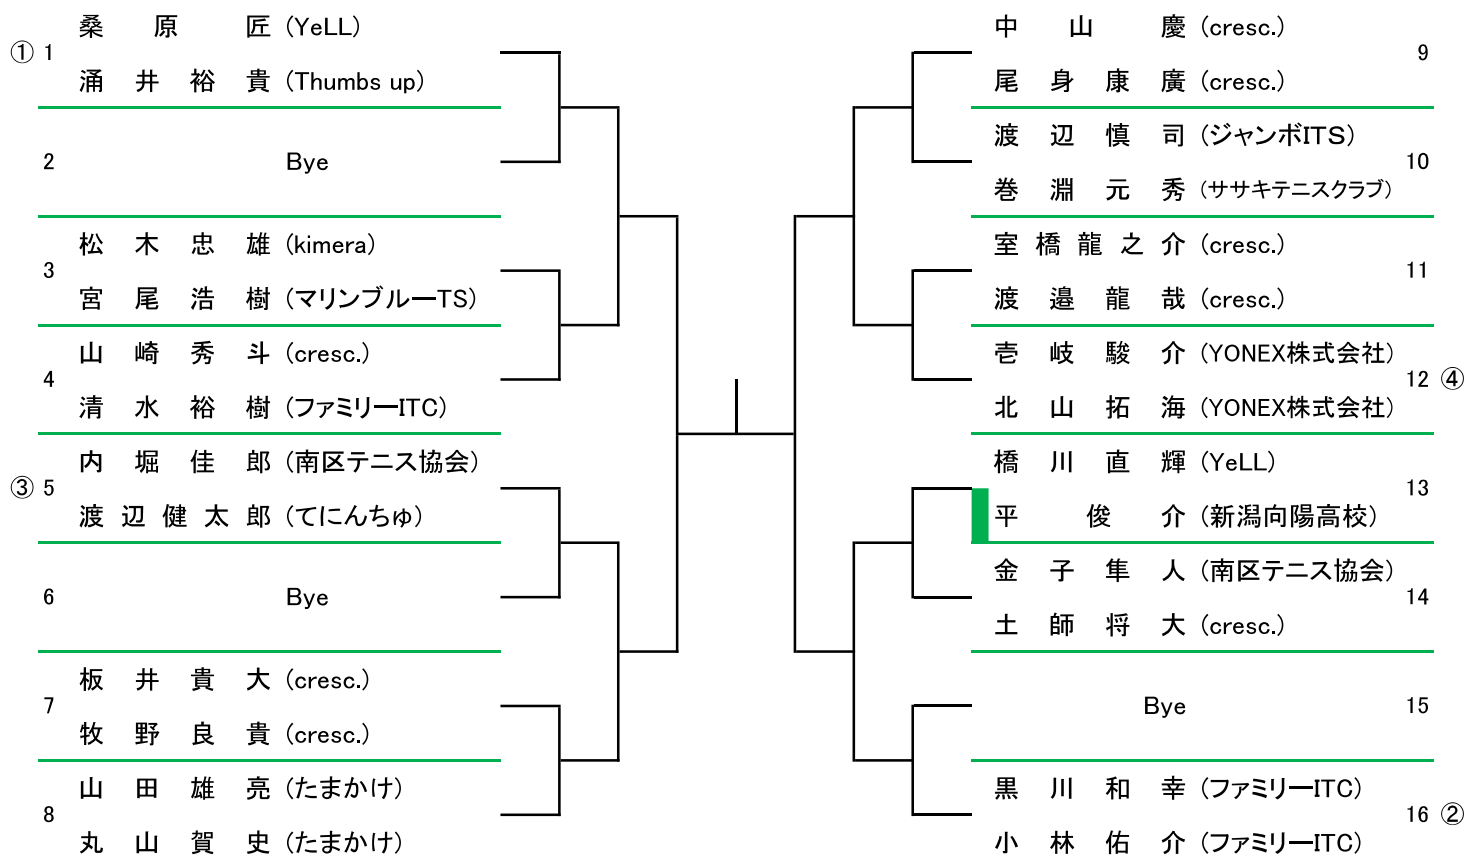 桑原匠 (YeLL)
① 1
涌井裕貴 (Thumbs up)
2 Bye
松木忠雄 (kimera)
3
宮尾浩樹 (マリンブルーTS)
山崎秀斗 (cresc.)
4
清水裕樹 (ファミリーITC)
内堀佳郎 (南区テニス協会)
③ 5
渡辺健太郎 (てにんちゅ)
6 Bye
板井貴大 (cresc.)
7
牧野良貴 (cresc.)
山田雄亮 (たまかけ)
8
丸山賀史 (たまかけ)
中山慶 (cresc.)
9
尾身康廣 (cresc.)
渡辺慎司 (ジャンボITS)
10
巻淵元秀 (ササキテニスクラブ)
室橋龍之介 (cresc.)
11
渡邉龍哉 (cresc.)
壱岐駿介 (YONEX株式会社)
12 ④
北山拓海 (YONEX株式会社)
橋川直輝 (YeLL)
13
平俊介 (新潟向陽高校)
金子隼人 (南区テニス協会)
14
土師将大 (cresc.)
Bye 15
黒川和幸 (ファミリーITC)
16 ②
小林佑介 (ファミリーITC)